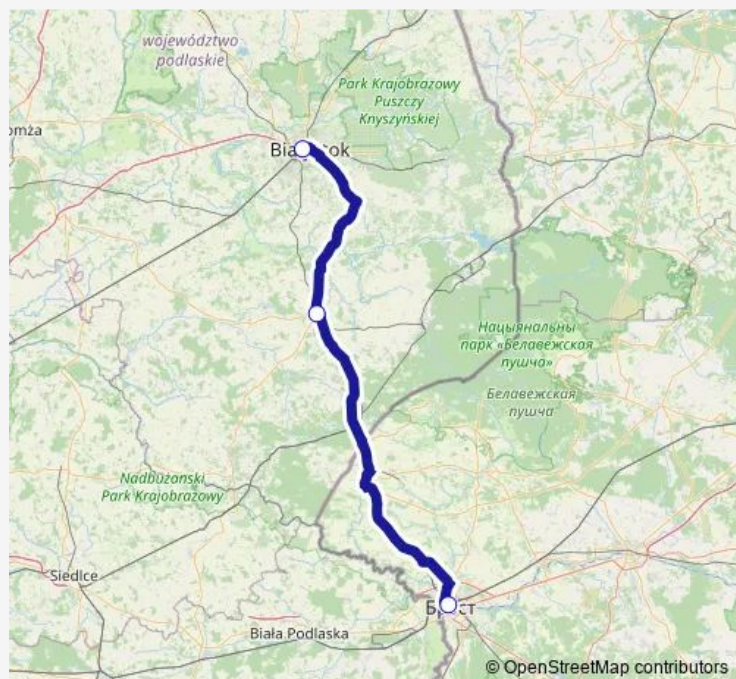 województwo
podlaskie
Park Krajobrazowy
Puszczy
Knyszyńskiej
omża
Нацыянальны
парк «Белавежская
пушча»
Белавежская
пушча
Nadbużański
Park Krajobrazowy
Siedlce
Biała Podlaska
© OpenStreetMap contributors